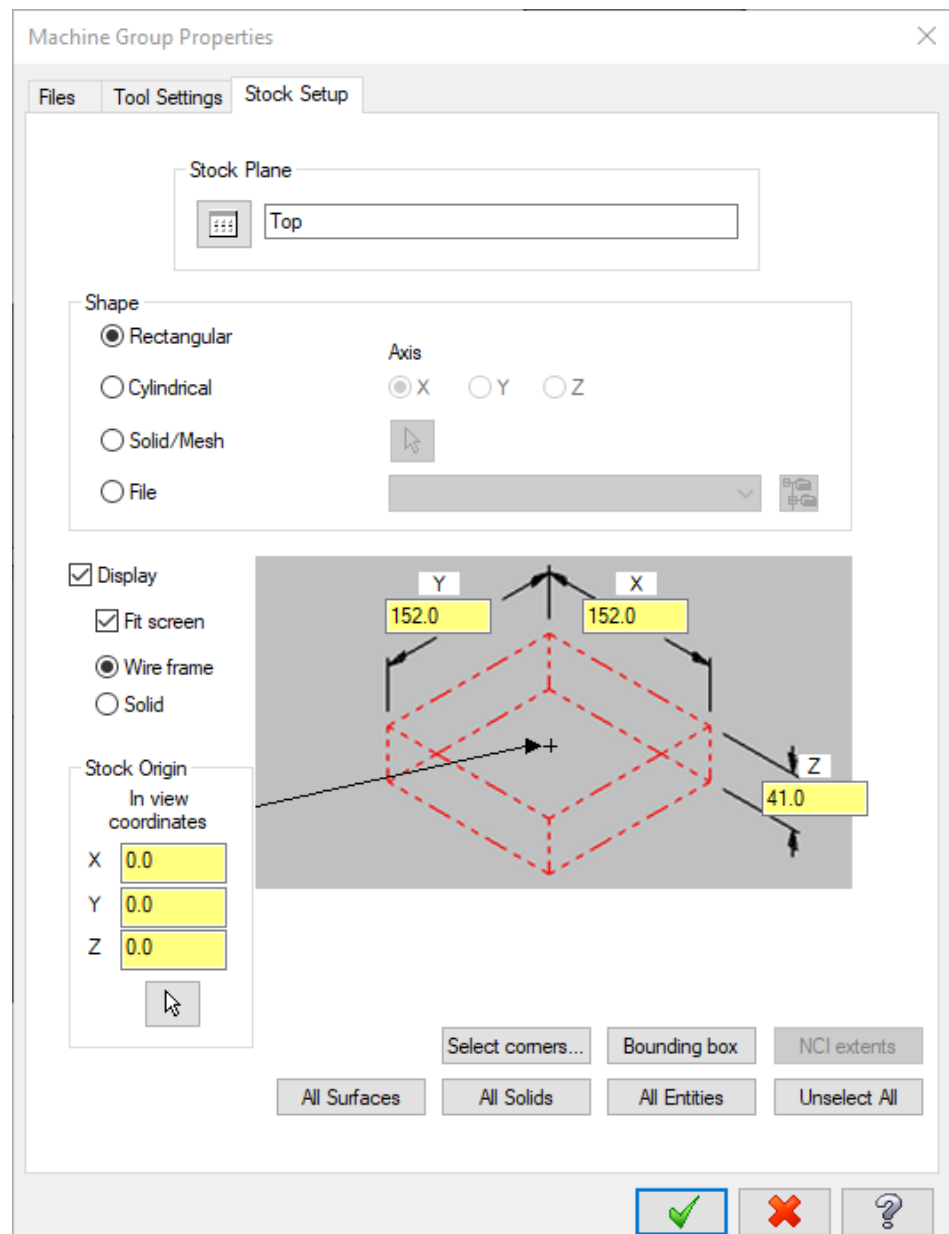 Machine Group Properties
Files Tool Settings Stock Setup
Stock Plane
Top
Shape
Rectangular
Axis
Cylindrical X Y Z
Solid/Mesh
File
Display
Fit screen
Wire frame
Solid
Y X
152.0 152.0
Z
41.0
Stock Origin
In view
coordinates
X 0.0
Y 0.0
Z 0.0
Select corners... Bounding box NCI extents
All Surfaces All Solids All Entities Unselect All